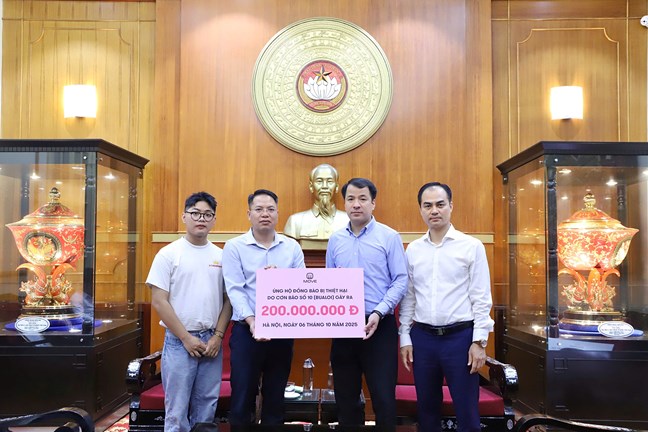 MOVE
ỦNG HỘ ĐỒNG BÀO BỊ THIỆT HẠI
DO CƠN BÃO SỐ 10 (BUALOI) GÂY RA
200.000.000 Đ
HÀ NỘI, NGÀY 06 THÁNG 10 NĂM 2025